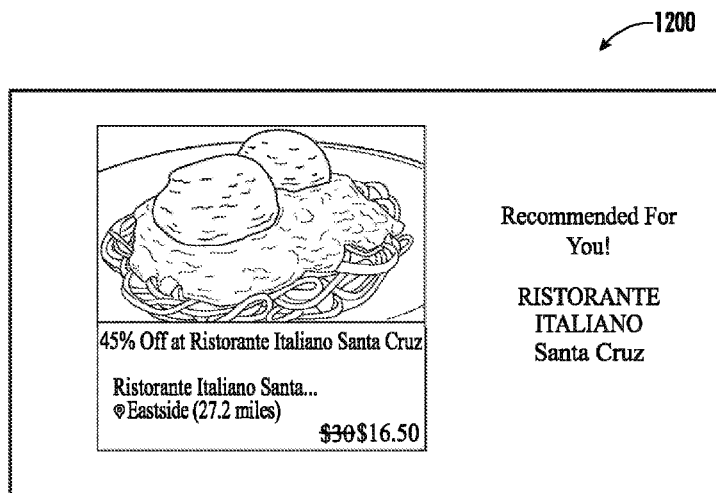 1200
45% Off at Ristorante Italiano Santa Cruz
Ristorante Italiano Santa...
Eastside (27.2 miles)
$30 $16.50
Recommended For
You!
RISTORANTE
ITALIANO
Santa Cruz